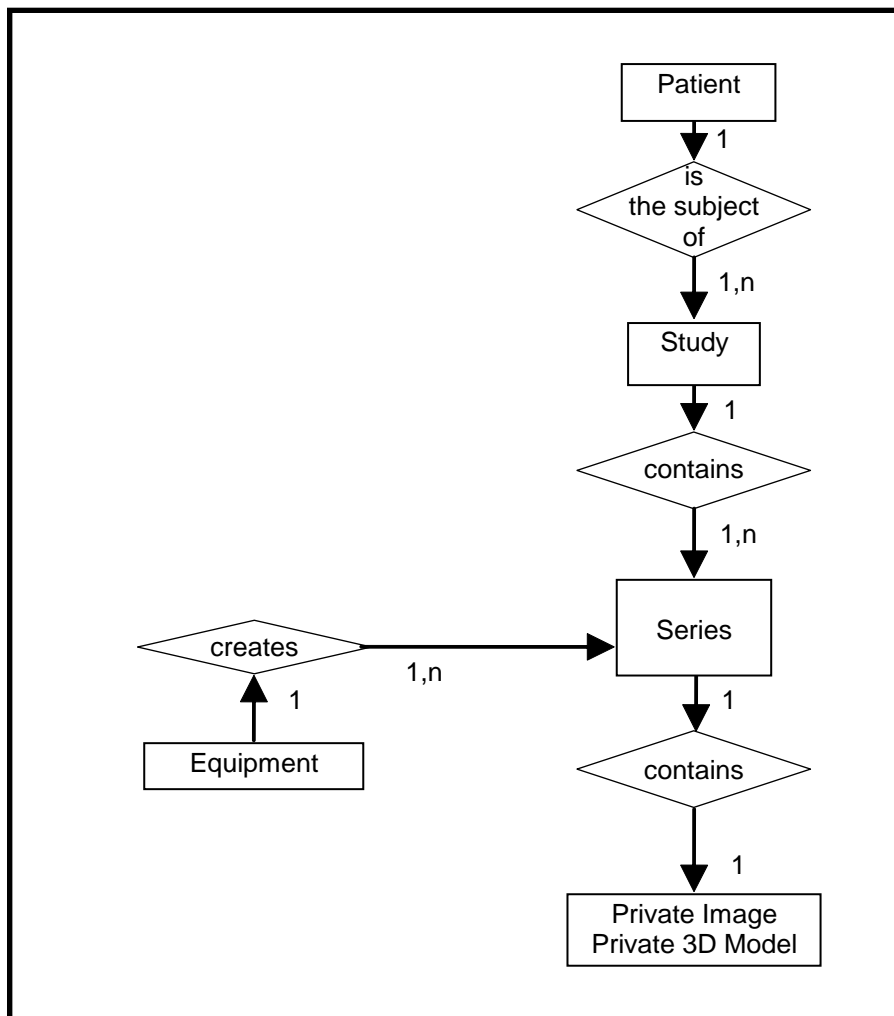 Patient
1
is
the subject
of
1,n
Study
1
contains
1,n
Series
creates
1,n
1
1
Equipment
contains
1
Private Image
Private 3D Model